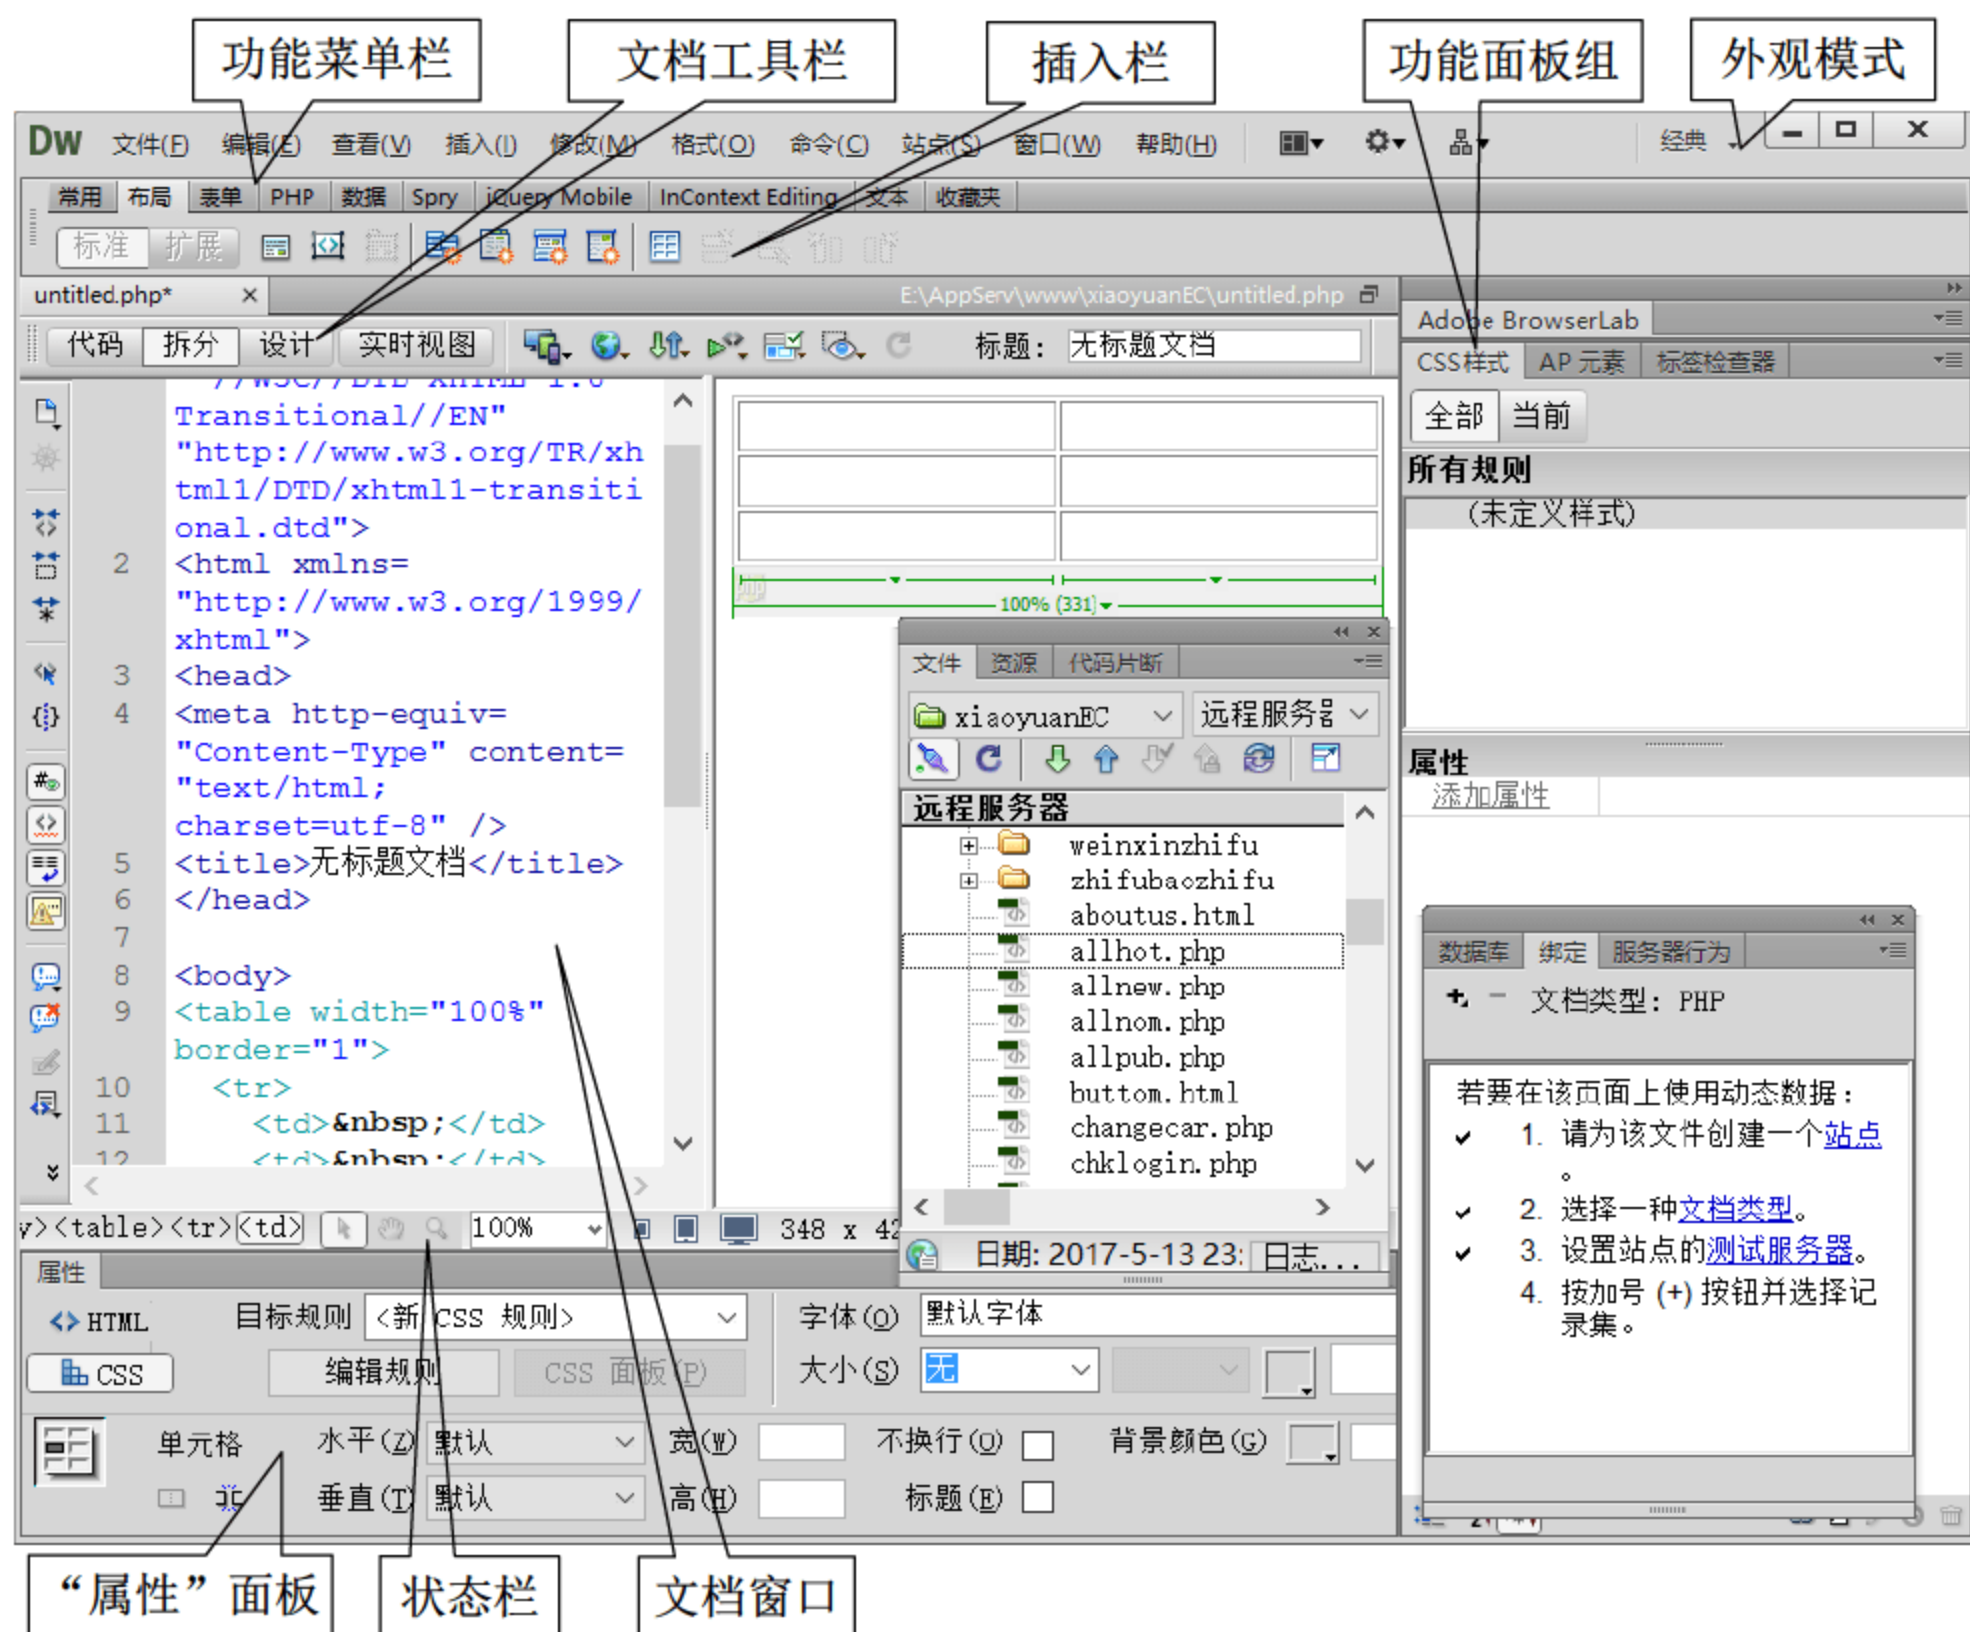 功能菜单栏
文档工具栏
插入栏
功能面板组
外观模式
Dw 文件(F) 编辑(E) 查看(V) 插入(I) 修改(M) 格式(O) 命令(C) 站点(S) 窗口(W) 帮助(H) 经典
常用 布局 表单 PHP 数据 Spry jQuery Mobile InContext Editing 文本 收藏夹
标准 扩展
untitled.php* E:\AppServ\www\xiaoyuanEC\untitled.php
代码 拆分 设计 实时视图 标题: 无标题文档
//W3C//DTD XHTML 1.0
Transitional//EN"
"http://www.w3.org/TR/xh
tml1/DTD/xhtml1-transiti
onal.dtd">
2 <html xmlns=
"http://www.w3.org/1999/
xhtml">
3 <head>
4 <meta http-equiv=
"Content-Type" content=
"text/html;
charset=utf-8" />
5 <title>无标题文档</title>
6 </head>
7
8 <body>
9 <table width="100%"
border="1">
10 <tr>
11 <td>&nbsp;</td>
12 <td>&nbsp;</td>
php
100% (331)
文件 资源 代码片断
xiaoyuanEC 远程服务器
远程服务器
weinxinzhifu
zhifubaozhifu
aboutus.html
allhot.php
allnew.php
allnom.php
allpub.php
buttom.html
changecar.php
chklogin.php
日期: 2017-5-13 23: 日志...
Adobe BrowserLab
CSS样式 AP 元素 标签检查器
全部 当前
所有规则
(未定义样式)
属性
添加属性
数据库 绑定 服务器行为
文档类型: PHP
若要在该页面上使用动态数据:
1. 请为该文件创建一个站点
。
2. 选择一种文档类型。
3. 设置站点的测试服务器。
4. 按加号 (+) 按钮并选择记
录集。
y><table><tr><td> 100% 348 x 42
属性
<> HTML 目标规则 <新 CSS 规则> 字体(O) 默认字体
CSS 编辑规则 CSS 面板(P) 大小(S) 无
单元格 水平(Z) 默认 宽(W) 不换行(O) 背景颜色(G)
垂直(T) 默认 高(H) 标题(E)
“属性”面板
状态栏
文档窗口